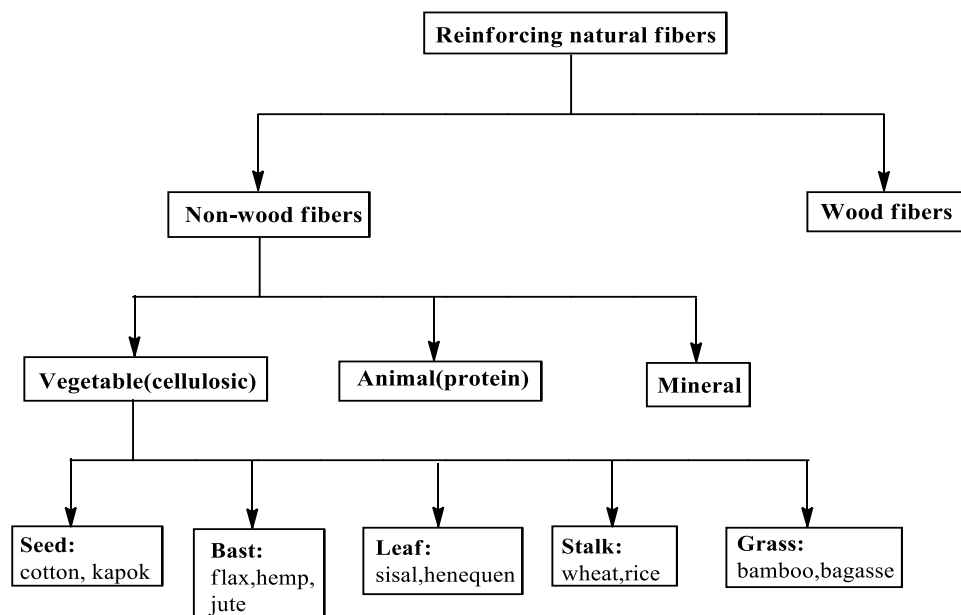 Reinforcing natural fibers
Non-wood fibers
Wood fibers
Vegetable(cellosic)
Animal(protein)
Mineral
Seed:
cotton, kapok
Bast:
flax,hemp,
jute
Leaf:
sisal,henequen
Stalk:
wheat,rice
Grass:
bamboo,bagasse